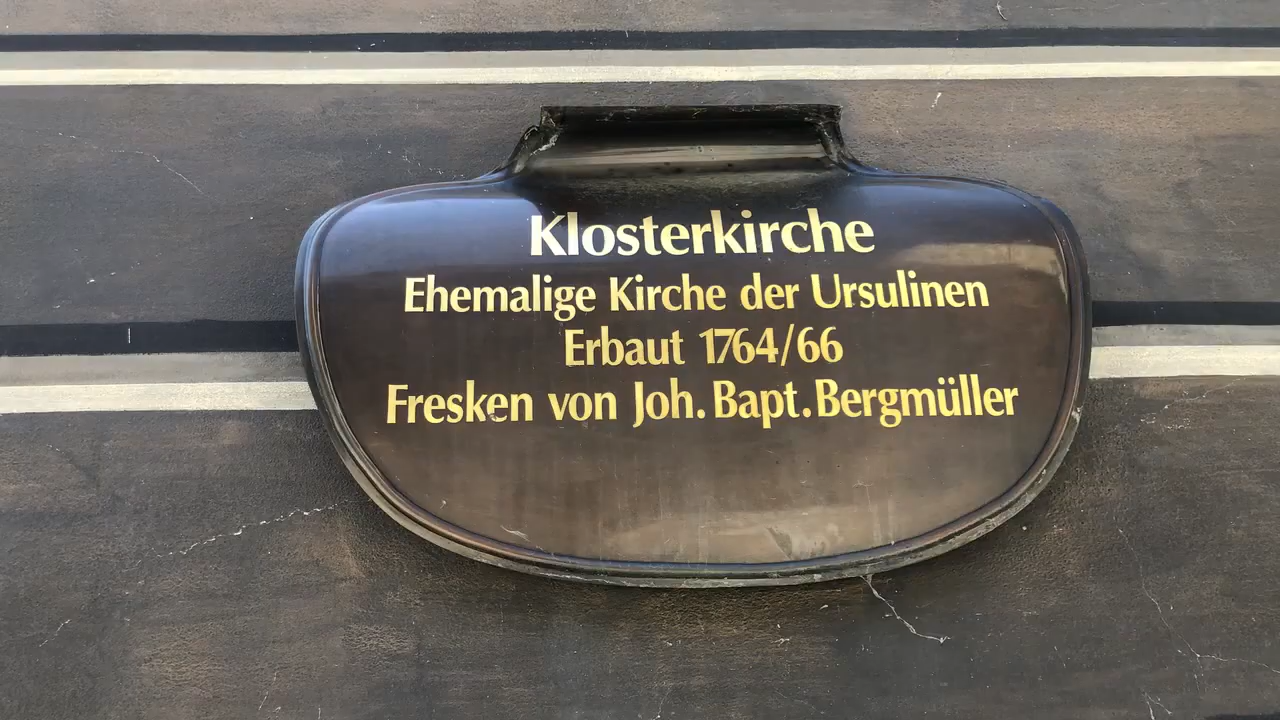 Klosterkirche
Ehemalige Kirche der Ursulinen
Erbaut 1764/66
Fresken von Joh. Bapt. Bergmüller